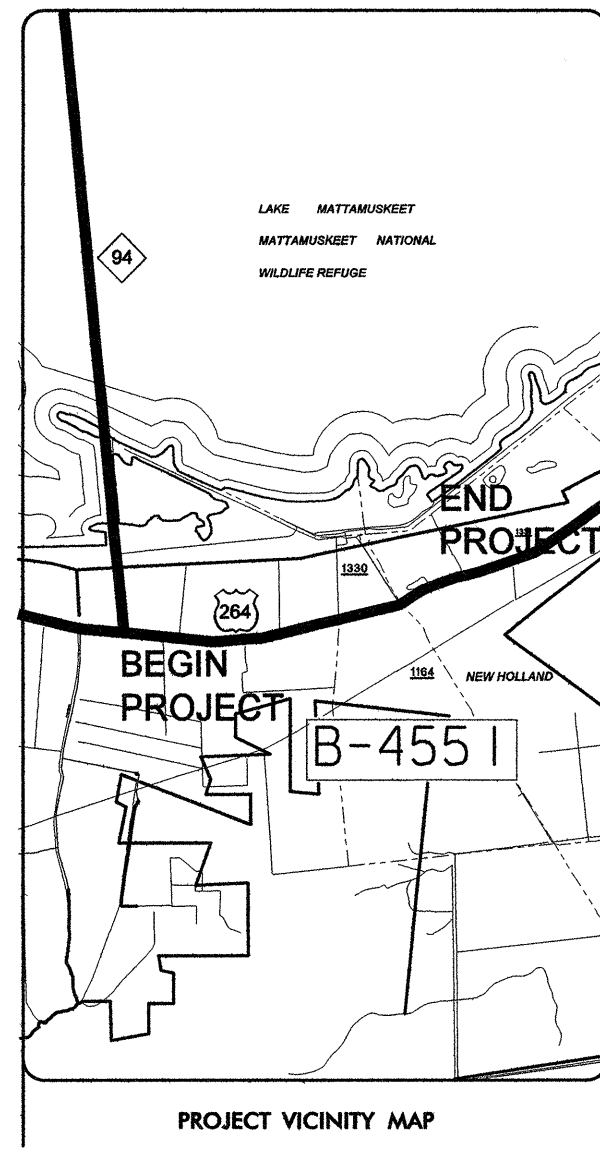 LAKE MATTAMUSKEET
MATTAMUSKEET NATIONAL
WILDLIFE REFUGE
94
END
PROJECT
1330
264
BEGIN
PROJECT
1164
NEW HOLLAND
B-4551
PROJECT VICINITY MAP